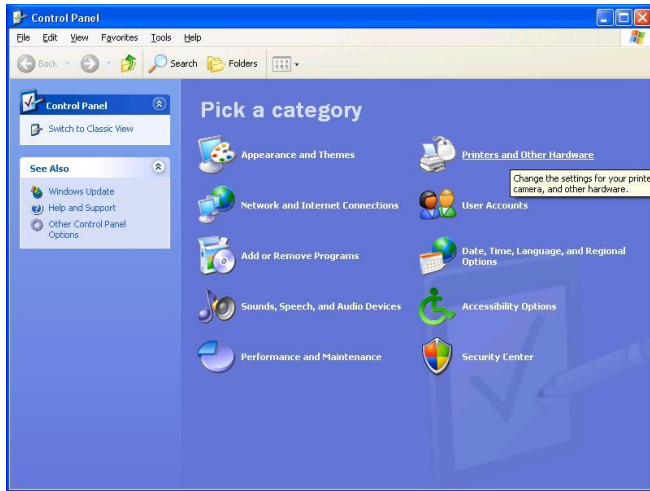 Control Panel
File Edit View Favorites Tools Help
Back Search Folders
Control Panel
Switch to Classic View
See Also
Windows Update
Help and Support
Other Control Panel
Options
Pick a category
Appearance and Themes
Printers and Other Hardware
Change the settings for your printe
camera, and other hardware.
Network and Internet Connections
User Accounts
Add or Remove Programs
Date, Time, Language, and Regional
Options
Sounds, Speech, and Audio Devices
Accessibility Options
Performance and Maintenance
Security Center